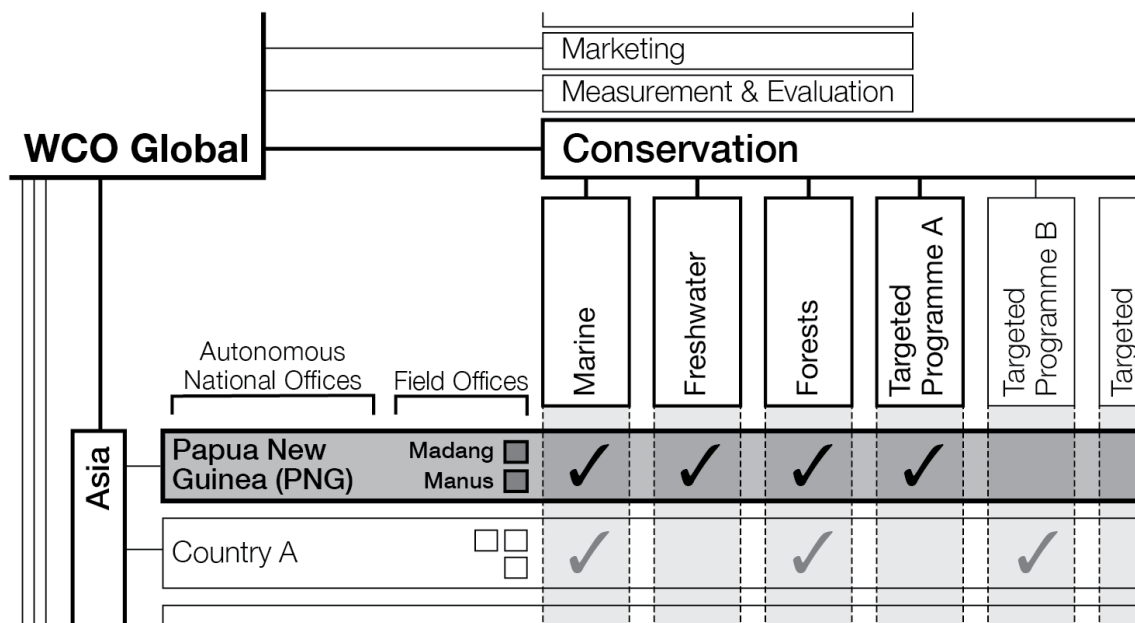 Marketing
Measurement & Evaluation
WCO Global
Conservation
Marine
Freshwater
Forests
Targeted
Programme A
Targeted
Programme B
Targeted
Autonomous
National Offices
Field Offices
Asia
Papua New
Guinea (PNG)
Madang
Manus
Country A